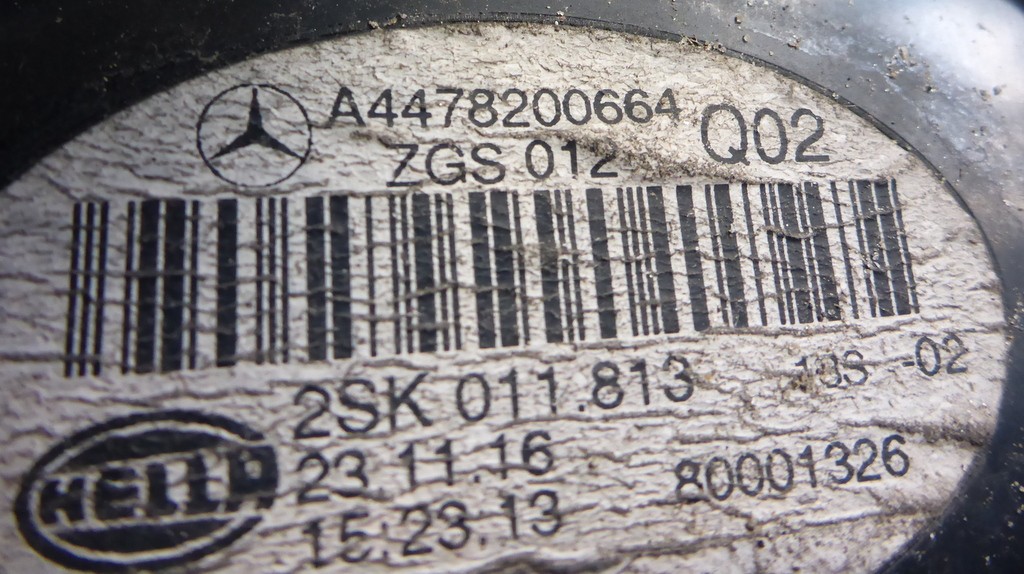 A4478200664 Q02
ZGS 012
2SK 011.813 -02
HELLA
23.11.16 80001326
15:23.13